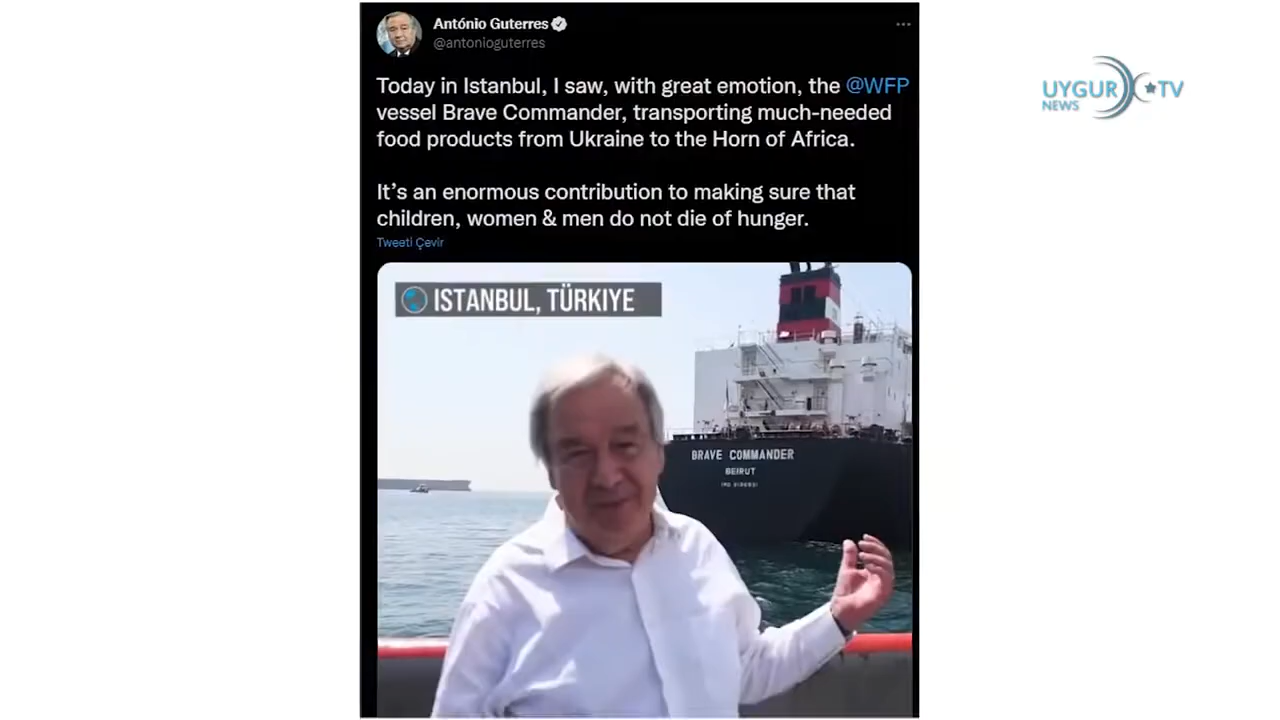 António Guterres
@antonioguterres
Today in Istanbul, I saw, with great emotion, the @WFP
vessel Brave Commander, transporting much-needed
food products from Ukraine to the Horn of Africa.
It’s an enormous contribution to making sure that
children, women & men do not die of hunger.
Tweeti Çevir
ISTANBUL, TÜRKİYE
BRAVE COMMANDER
BEIRUT
UYGUR TV
NEWS